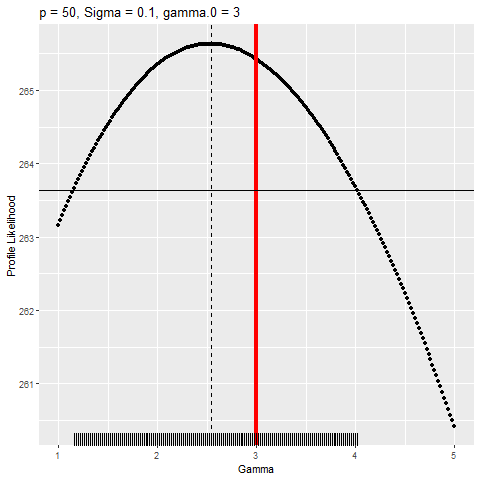 p = 50, Sigma = 0.1, gamma.0 = 3
Profile Likelihood
265
264
263
262
261
1 2 3 4 5
Gamma